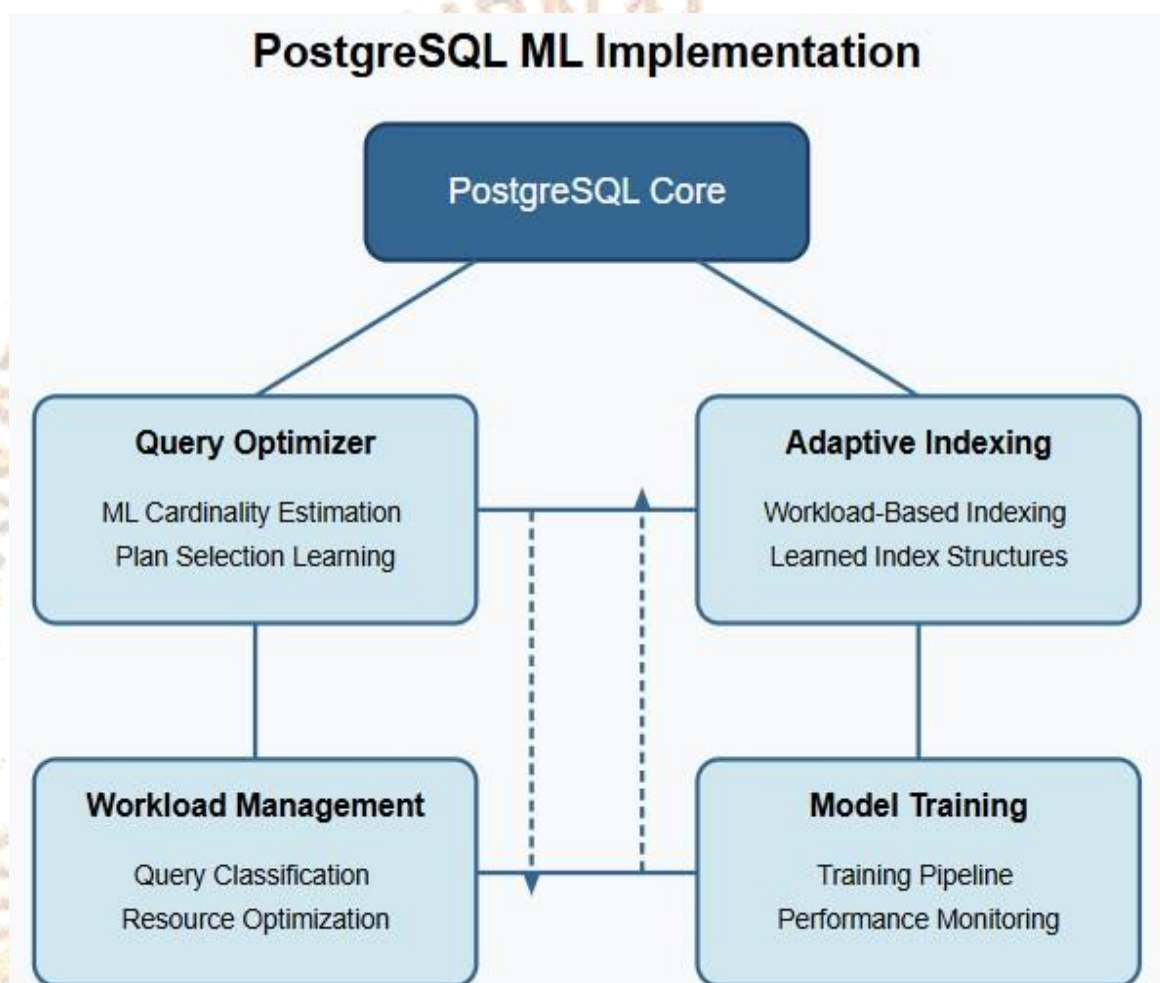 PostgreSQL ML Implementation
PostgreSQL Core
Query Optimizer
ML Cardinality Estimation
Plan Selection Learning
Adaptive Indexing
Workload-Based Indexing
Learned Index Structures
Workload Management
Query Classification
Resource Optimization
Model Training
Training Pipeline
Performance Monitoring